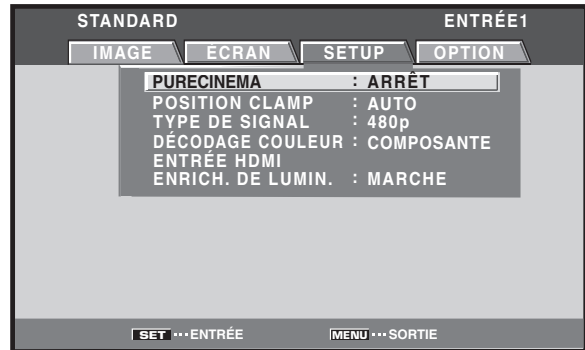 STANDARD ENTRÉE1
IMAGE ÉCRAN SETUP OPTION
PURECINEMA : ARRÊT
POSITION CLAMP : AUTO
TYPE DE SIGNAL : 480p
DÉCODAGE COULEUR : COMPOSANTE
ENTRÉE HDMI
ENRICH. DE LUMIN. : MARCHE
SET ···ENTRÉE MENU ···SORTIE